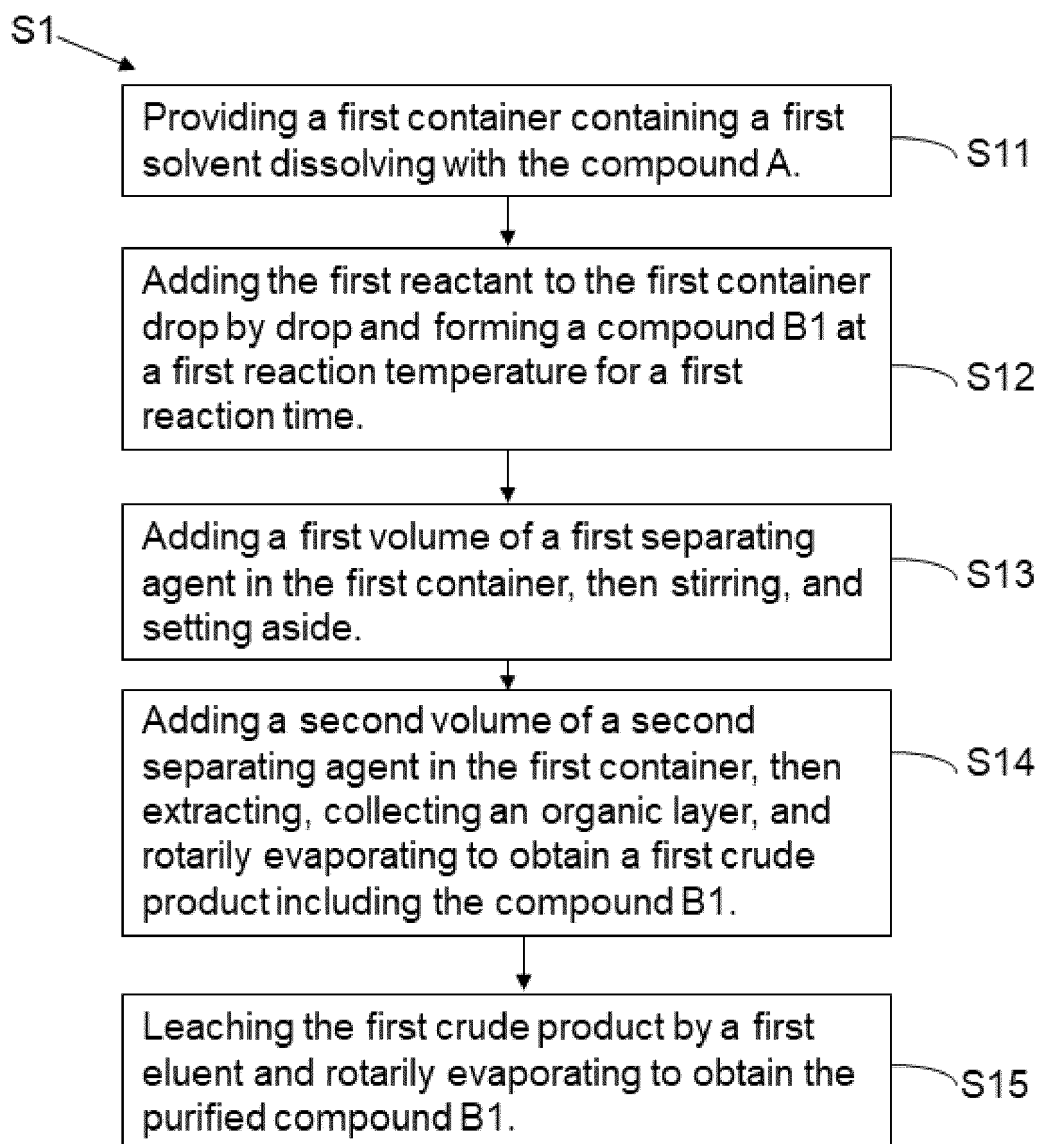 S1
Providing a first container containing a first
solvent dissolving with the compound A.
S11
Adding the first reactant to the first container
drop by drop and forming a compound B1 at
a first reaction temperature for a first
reaction time.
S12
Adding a first volume of a first separating
agent in the first container, then stirring, and
setting aside.
S13
Adding a second volume of a second
separating agent in the first container, then
extracting, collecting an organic layer, and
rotarily evaporating to obtain a first crude
product including the compound B1.
S14
Leaching the first crude product by a first
eluent and rotarily evaporating to obtain the
purified compound B1.
S15